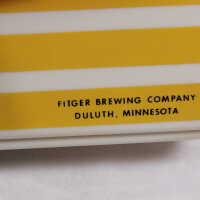 FITGER BREWING COMPANY
DULUTH, MINNESOTA